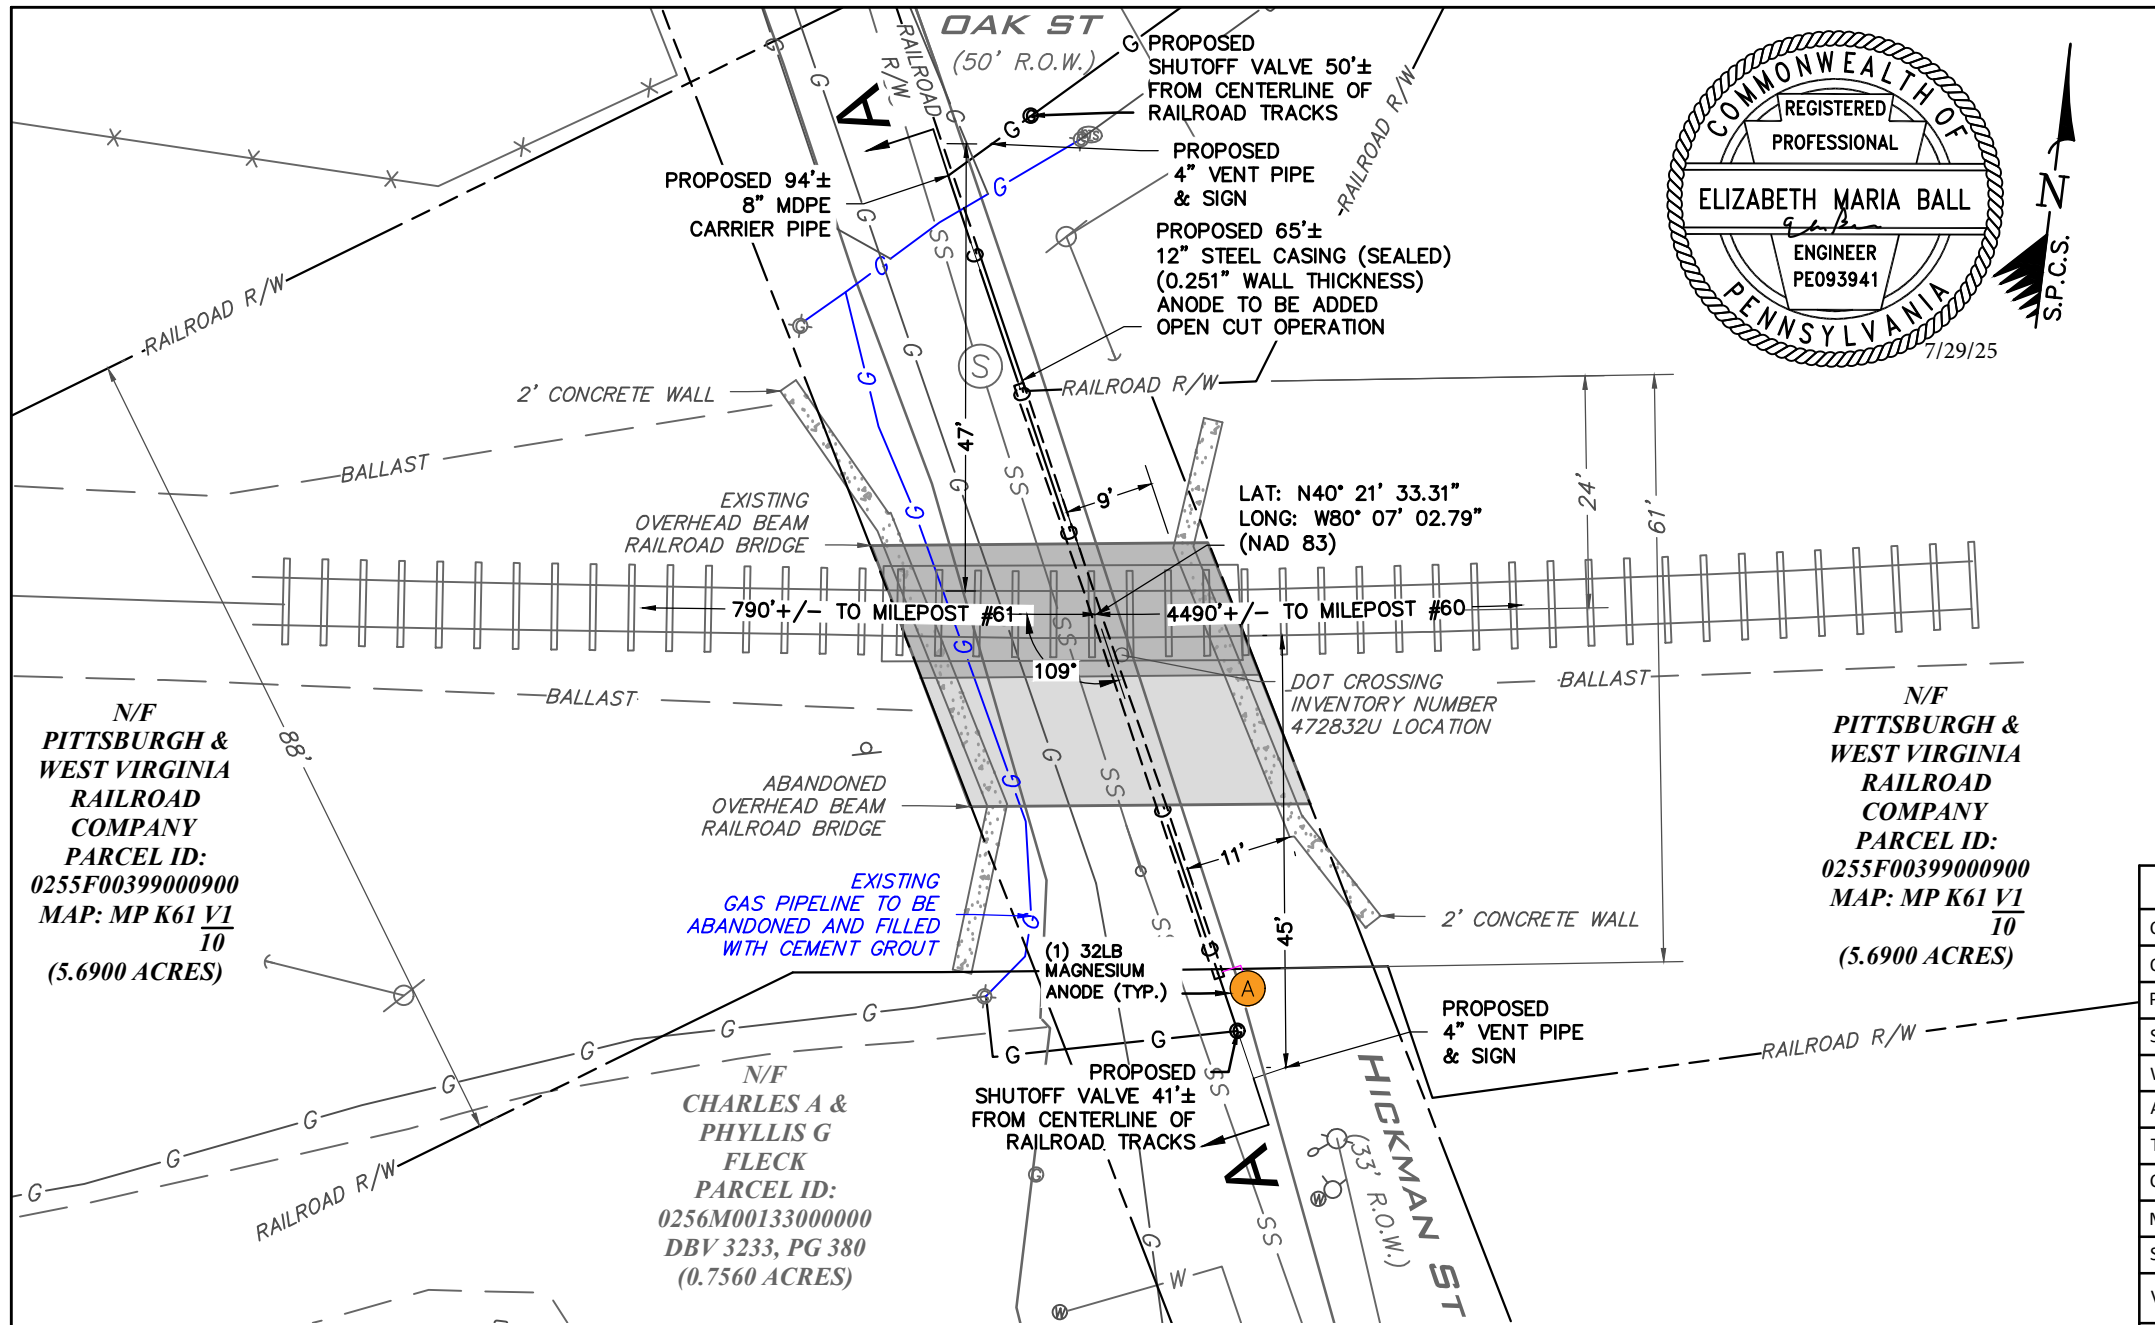 OAK ST
(50' R.O.W.)
RAILROAD
R/W
A
G
PROPOSED
SHUTOFF VALVE 50'±
FROM CENTERLINE OF
RAILROAD TRACKS
PROPOSED
4" VENT PIPE
& SIGN
RAILROAD R/W
PROPOSED 94'±
8" MDPE
CARRIER PIPE
PROPOSED 65'±
12" STEEL CASING (SEALED)
(0.251" WALL THICKNESS)
ANODE TO BE ADDED
OPEN CUT OPERATION
COMMONWEALTH OF
REGISTERED
PROFESSIONAL
ELIZABETH MARIA BALL
ENGINEER
PE093941
PENNSYLVANIA
7/29/25
N
S.P.C.S.
RAILROAD R/W
2' CONCRETE WALL
S
SS
RAILROAD R/W
47'
24'
61'
BALLAST
9'
EXISTING
OVERHEAD BEAM
RAILROAD BRIDGE
LAT: N40° 21' 33.31"
LONG: W80° 07' 02.79"
(NAD 83)
790'+/- TO MILEPOST #61
4490'+/- TO MILEPOST #60
109°
BALLAST
BALLAST
DOT CROSSING
INVENTORY NUMBER
472832U LOCATION
N/F
PITTSBURGH &
WEST VIRGINIA
RAILROAD
COMPANY
PARCEL ID:
0255F00399000900
MAP: MP K61 V1
10
(5.6900 ACRES)
88'
ABANDONED
OVERHEAD BEAM
RAILROAD BRIDGE
11'
45'
EXISTING
GAS PIPELINE TO BE
ABANDONED AND FILLED
WITH CEMENT GROUT
(1) 32LB
MAGNESIUM
ANODE (TYP.)
A
2' CONCRETE WALL
N/F
PITTSBURGH &
WEST VIRGINIA
RAILROAD
COMPANY
PARCEL ID:
0255F00399000900
MAP: MP K61 V1
10
(5.6900 ACRES)
PROPOSED
4" VENT PIPE
& SIGN
RAILROAD R/W
PROPOSED
SHUTOFF VALVE 41'±
FROM CENTERLINE OF
RAILROAD TRACKS
A
N/F
CHARLES A &
PHYLLIS G
FLECK
PARCEL ID:
0256M00133000000
DBV 3233, PG 380
(0.7560 ACRES)
RAILROAD R/W
HICKMAN ST
(33' R.O.W.)
W